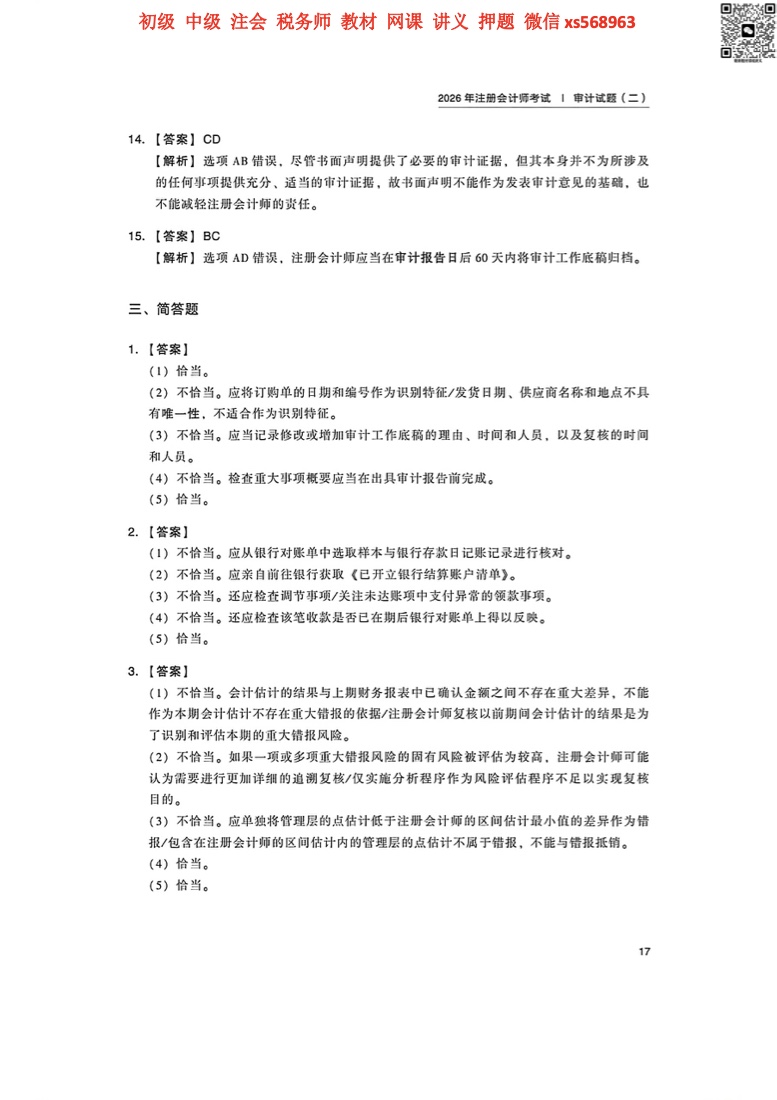 初级 中级 注会 税务师 教材 网课 讲义 押题 微信 xs568963
2026 年注册会计师考试 | 审计试题（二）
14. 【答案】CD
【解析】选项 AB 错误，尽管书面声明提供了必要的审计证据，但其本身并不为所涉及
的任何事项提供充分、适当的审计证据，故书面声明不能作为发表审计意见的基础，也
不能减轻注册会计师的责任。
15. 【答案】BC
【解析】选项 AD 错误，注册会计师应当在审计报告日后 60 天内将审计工作底稿归档。
三、简答题
1. 【答案】
（1）恰当。
（2）不恰当。应将订购单的日期和编号作为识别特征/发货日期、供应商名称和地点不具
有唯一性，不适合作为识别特征。
（3）不恰当。应当记录修改或增加审计工作底稿的理由、时间和人员，以及复核的时间
和人员。
（4）不恰当。检查重大事项概要应当在出具审计报告前完成。
（5）恰当。
2. 【答案】
（1）不恰当。应从银行对账单中选取样本与银行存款日记账记录进行核对。
（2）不恰当。应亲自前往银行获取《已开立银行结算账户清单》。
（3）不恰当。还应检查调节事项/关注未达账项中支付异常的领款事项。
（4）不恰当。还应检查该笔收款是否已在期后银行对账单上得以反映。
（5）恰当。
3. 【答案】
（1）不恰当。会计估计的结果与上期财务报表中已确认金额之间不存在重大差异，不能
作为本期会计估计不存在重大错报的依据/注册会计师复核以前期间会计估计的结果是为
了识别和评估本期的重大错报风险。
（2）不恰当。如果一项或多项重大错报风险的固有风险被评估为较高，注册会计师可能
认为需要进行更加详细的追溯复核/仅实施分析程序作为风险评估程序不足以实现复核
目的。
（3）不恰当。应单独将管理层的点估计低于注册会计师的区间估计最小值的差异作为错
报/包含在注册会计师的区间估计内的管理层的点估计不属于错报，不能与错报抵销。
（4）恰当。
（5）恰当。
17